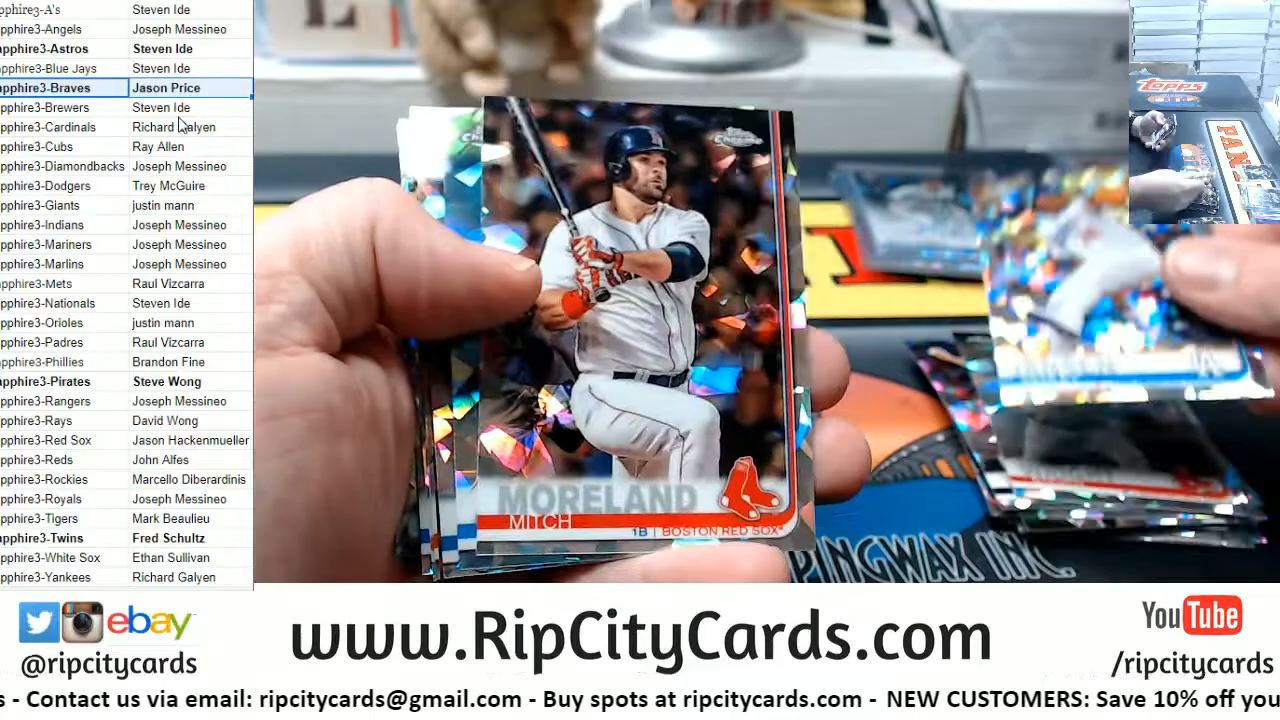 pphire3-A's Steven Ide
pphire3-Angels Joseph Messineo
apphire3-Astros Steven Ide
pphire3-Blue Jays Steven Ide
apphire3-Braves Jason Price
pphire3-Brewers Steven Ide
pphire3-Cardinals Richard Galyen
pphire3-Cubs Ray Allen
pphire3-Diamondbacks Joseph Messineo
pphire3-Dodgers Trey McGuire
pphire3-Giants justin mann
pphire3-Indians Joseph Messineo
pphire3-Mariners Joseph Messineo
pphire3-Marlins Joseph Messineo
pphire3-Mets Raul Vizcarra
pphire3-Nationals Steven Ide
pphire3-Orioles justin mann
pphire3-Padres Raul Vizcarra
pphire3-Phillies Brandon Fine
apphire3-Pirates Steve Wong
pphire3-Rangers Joseph Messineo
pphire3-Rays David Wong
pphire3-Red Sox Jason Hackenmueller
pphire3-Reds John Alfes
pphire3-Rockies Marcello Diberardinis
pphire3-Royals Joseph Messineo
pphire3-Tigers Mark Beaulieu
apphire3-Twins Fred Schultz
pphire3-White Sox Ethan Sullivan
pphire3-Yankees Richard Galyen
MORELAND
MITCH
1B | BOSTON RED SOX
topps
PAN
PPINGWAX INC.
ebay
@ripcitycards
www.RipCityCards.com
YouTube
/ripcitycards
s - Contact us via email: ripcitycards@gmail.com - Buy spots at ripcitycards.com - NEW CUSTOMERS: Save 10% off you